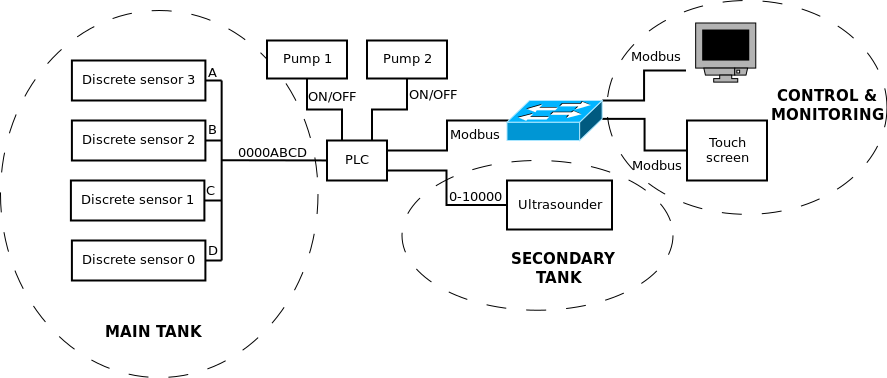 Pump 1
Pump 2
Modbus
Discrete sensor 3
A
ON/OFF
ON/OFF
CONTROL &
MONITORING
Discrete sensor 2
B
0000ABCD
PLC
Modbus
Touch
screen
Modbus
Discrete sensor 1
C
0-10000
Ultrasounder
Discrete sensor 0
D
SECONDARY
TANK
MAIN TANK